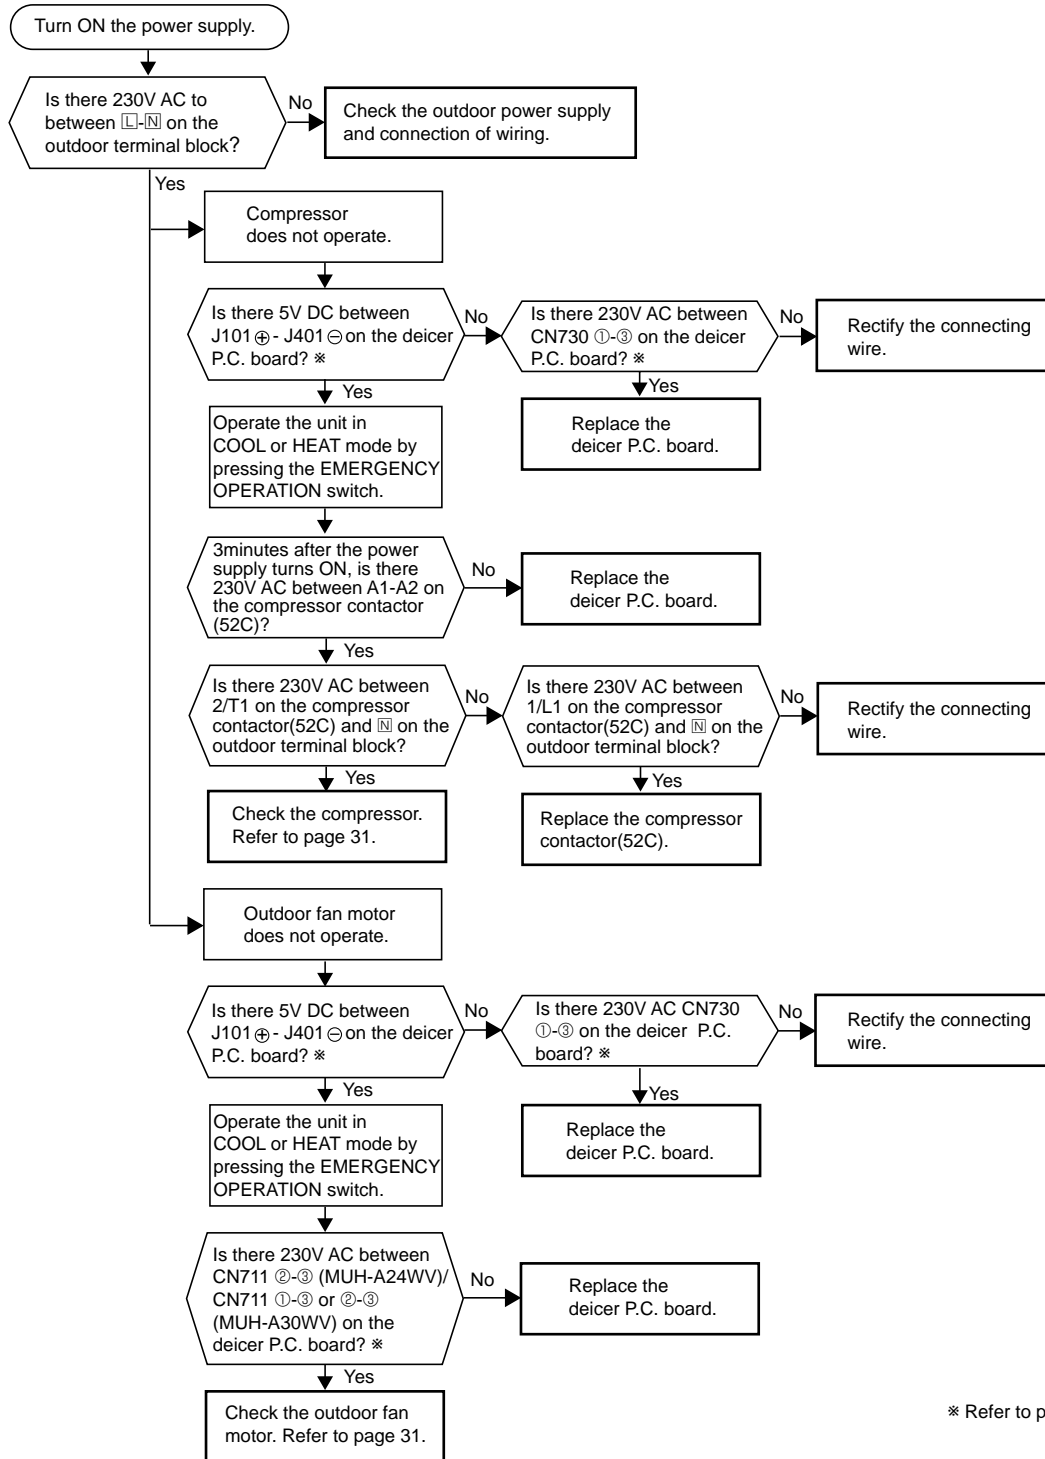 Turn ON the power supply.
Is there 230V AC to
between 🄻-🄽 on the
outdoor terminal block?
No
Check the outdoor power supply
and connection of wiring.
Yes
Compressor
does not operate.
Is there 5V DC between
J101 ⊕ - J401 ⊖ on the deicer
P.C. board? ※
No
Is there 230V AC between
CN730 ①-③ on the deicer
P.C. board? ※
No
Rectify the connecting
wire.
Yes
Replace the
deicer P.C. board.
Yes
Operate the unit in
COOL or HEAT mode by
pressing the EMERGENCY
OPERATION switch.
3minutes after the power
supply turns ON, is there
230V AC between A1-A2 on
the compressor contactor
(52C)?
No
Replace the
deicer P.C. board.
Yes
Is there 230V AC between
2/T1 on the compressor
contactor(52C) and 🄽 on the
outdoor terminal block?
No
Is there 230V AC between
1/L1 on the compressor
contactor(52C) and 🄽 on the
outdoor terminal block?
No
Rectify the connecting
wire.
Yes
Check the compressor.
Refer to page 31.
Yes
Replace the compressor
contactor(52C).
Outdoor fan motor
does not operate.
Is there 5V DC between
J101 ⊕ - J401 ⊖ on the deicer
P.C. board? ※
No
Is there 230V AC CN730
①-③ on the deicer P.C.
board? ※
No
Rectify the connecting
wire.
Yes
Replace the
deicer P.C. board.
Yes
Operate the unit in
COOL or HEAT mode by
pressing the EMERGENCY
OPERATION switch.
Is there 230V AC between
CN711 ②-③ (MUH-A24WV)/
CN711 ①-③ or ②-③
(MUH-A30WV) on the
deicer P.C. board? ※
No
Replace the
deicer P.C. board.
Yes
Check the outdoor fan
motor. Refer to page 31.
※ Refer to p